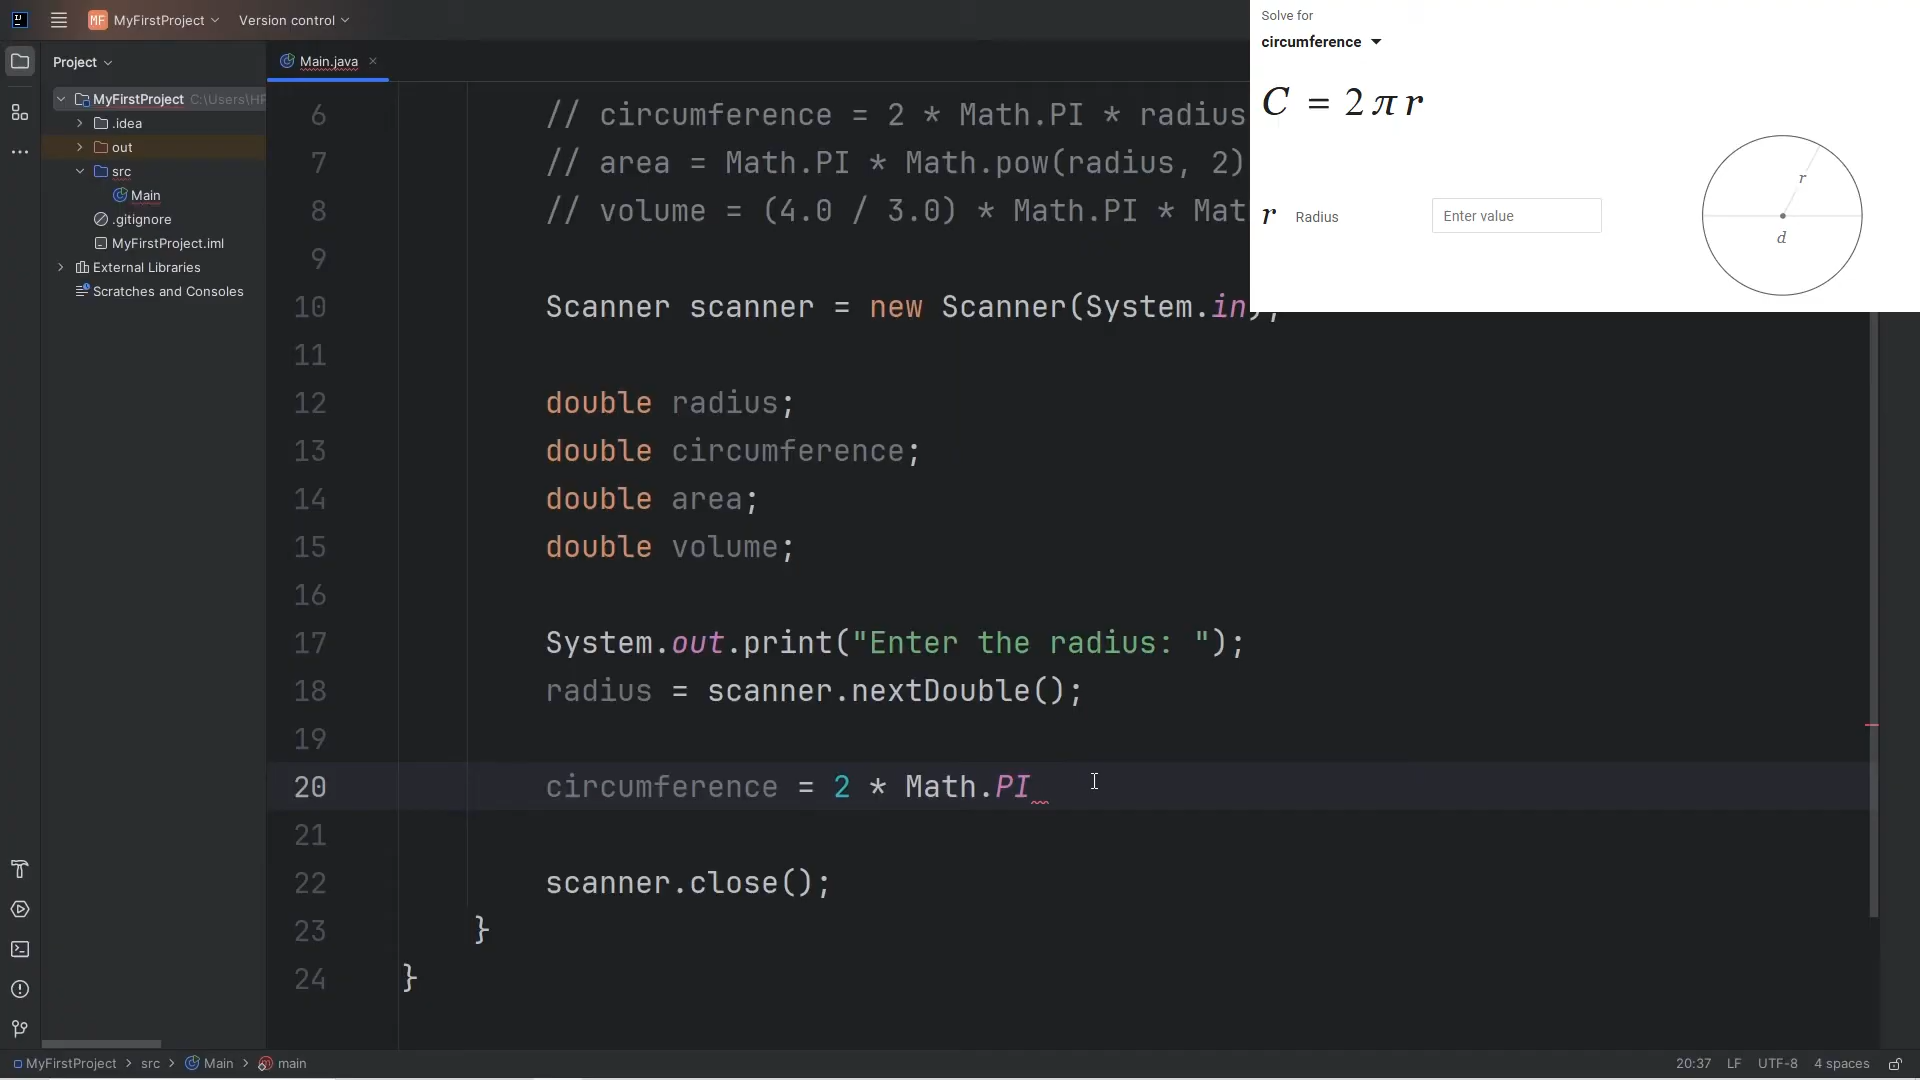 MF MyFirstProject Version control
Project
Main.java
MyFirstProject C:\Users\HP
.idea
out
src
Main
.gitignore
MyFirstProject.iml
External Libraries
Scratches and Consoles
6 // circumference = 2 * Math.PI * radius
7 // area = Math.PI * Math.pow(radius, 2)
8 // volume = (4.0 / 3.0) * Math.PI * Mat
9
10 Scanner scanner = new Scanner(System.in);
11
12 double radius;
13 double circumference;
14 double area;
15 double volume;
16
17 System.out.print("Enter the radius: ");
18 radius = scanner.nextDouble();
19
20 circumference = 2 * Math.PI
21
22 scanner.close();
23 }
24 }
Solve for
circumference
C = 2 π r
r Radius Enter value
r
d
MyFirstProject > src > Main > main
20:37 LF UTF-8 4 spaces